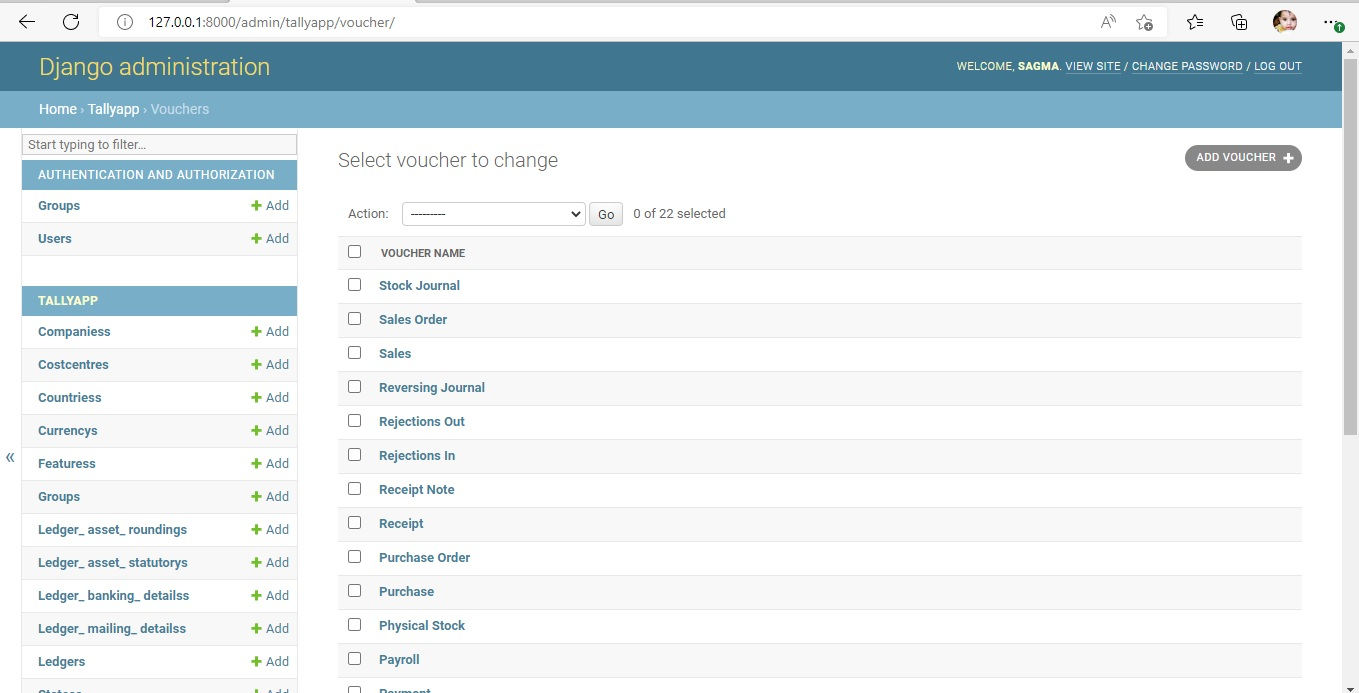 127.0.0.1:8000/admin/tallyapp/voucher/
Django administration
WELCOME, SAGMA. VIEW SITE / CHANGE PASSWORD / LOG OUT
Home › Tallyapp › Vouchers
Start typing to filter...
AUTHENTICATION AND AUTHORIZATION
Groups + Add
Users + Add
TALLYAPP
Companiess + Add
Costcentres + Add
Countriess + Add
Currencys + Add
Featuress + Add
Groups + Add
Ledger_ asset_ roundings + Add
Ledger_ asset_ statutorys + Add
Ledger_ banking_ detailss + Add
Ledger_ mailing_ detailss + Add
Ledgers + Add
«
Select voucher to change
ADD VOUCHER +
Action: --------- Go 0 of 22 selected
VOUCHER NAME
Stock Journal
Sales Order
Sales
Reversing Journal
Rejections Out
Rejections In
Receipt Note
Receipt
Purchase Order
Purchase
Physical Stock
Payroll
Payment